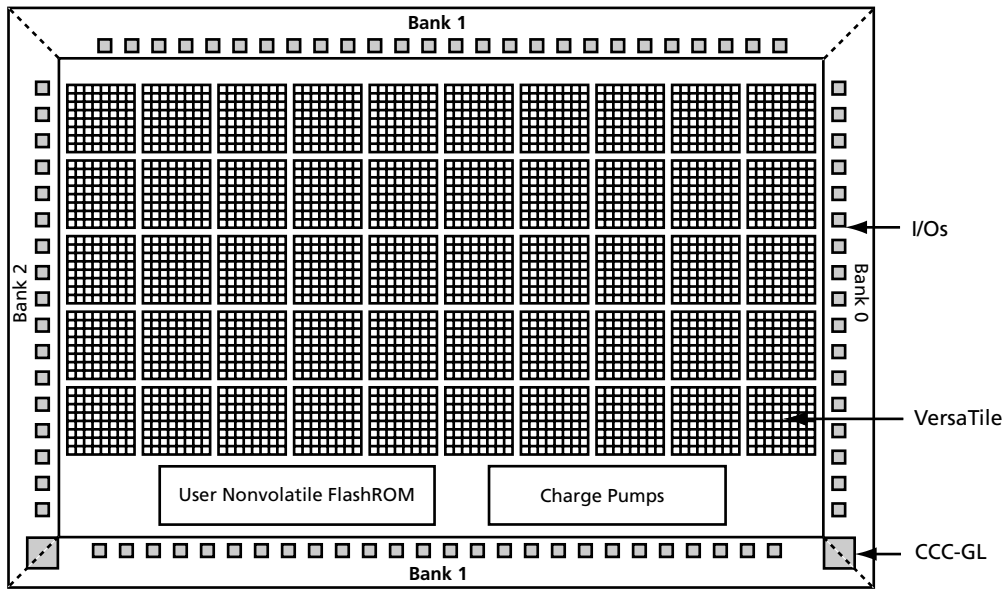 Bank 1
I/Os
Bank 2
Bank 0
VersaTile
User Nonvolatile FlashROM
Charge Pumps
CCC-GL
Bank 1